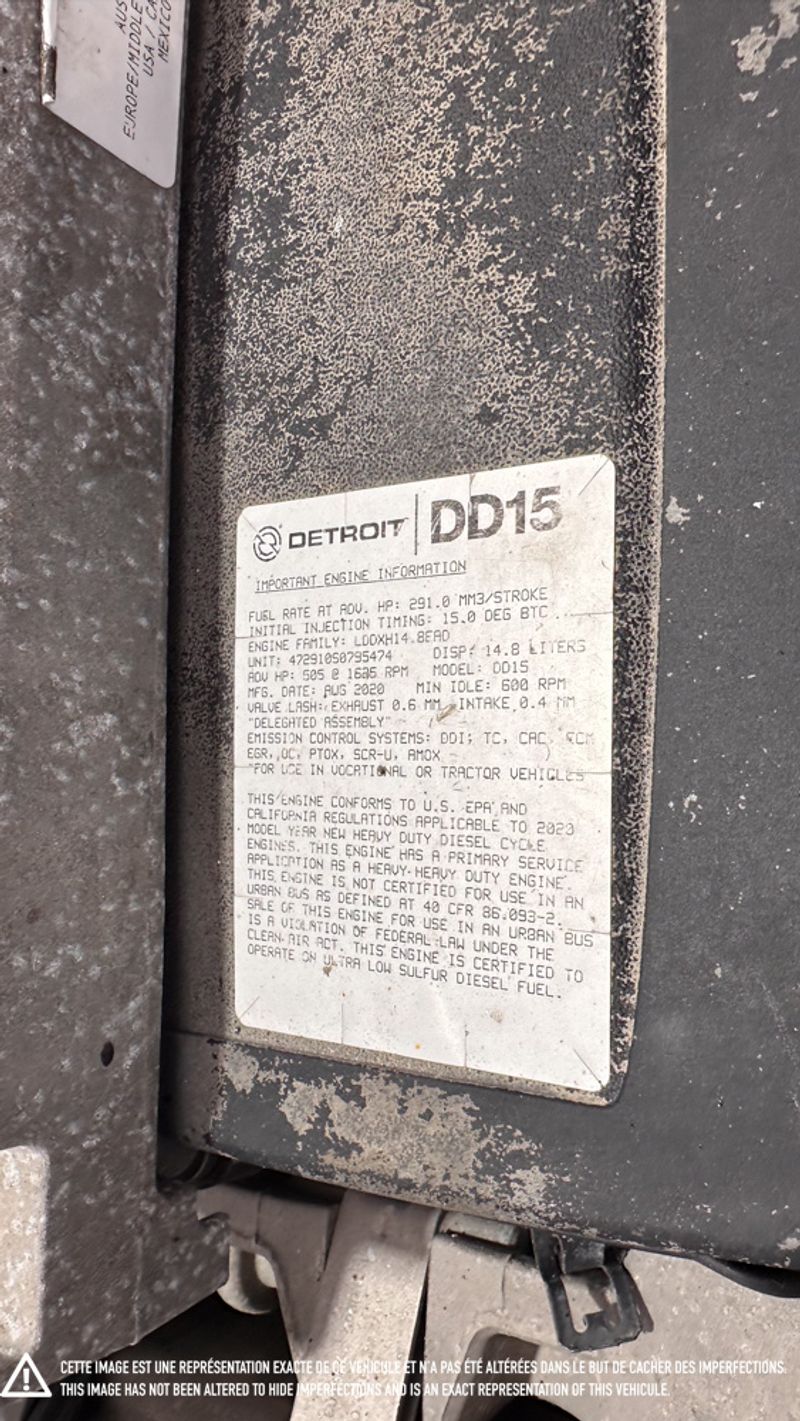 AUS
EUROPE/MIDDLE
USA / CA
MEXICO
DETROIT DD15
IMPORTANT ENGINE INFORMATION
FUEL RATE AT ADV. HP: 291.0 MM3/STROKE
INITIAL INJECTION TIMING: 15.0 DEG BTC
ENGINE FAMILY: LDDXH14.8EAD
UNIT: 472910S0795474 DISP: 14.8 LITERS
ADV HP: 505 @ 1625 RPM MODEL: DD15
MFG. DATE: AUG 2020 MIN IDLE: 600 RPM
VALVE LASH: EXHAUST 0.6 MM, INTAKE 0.4 MM
"DELEGATED ASSEMBLY"
EMISSION CONTROL SYSTEMS: DDI, TC, CAC, ECM
EGR, OC, PTOX, SCR-U, AMOX
"FOR USE IN VOCATIONAL OR TRACTOR VEHICLES"
THIS ENGINE CONFORMS TO U.S. EPA AND
CALIFORNIA REGULATIONS APPLICABLE TO 2020
MODEL YEAR NEW HEAVY DUTY DIESEL CYCLE
ENGINES. THIS ENGINE HAS A PRIMARY SERVICE
APPLICATION AS A HEAVY-HEAVY DUTY ENGINE.
THIS ENGINE IS NOT CERTIFIED FOR USE IN AN
URBAN BUS AS DEFINED AT 40 CFR 86.093-2.
SALE OF THIS ENGINE FOR USE IN AN URBAN BUS
IS A VIOLATION OF FEDERAL LAW UNDER THE
CLEAN AIR ACT. THIS ENGINE IS CERTIFIED TO
OPERATE ON ULTRA LOW SULFUR DIESEL FUEL.
CETTE IMAGE EST UNE REPRÉSENTATION EXACTE DE CE VEHICULE ET N'A PAS ÉTÉ ALTÉRÉES DANS LE BUT DE CACHER DES IMPERFECTIONS.
THIS IMAGE HAS NOT BEEN ALTERED TO HIDE IMPERFECTIONS AND IS AN EXACT REPRESENTATION OF THIS VEHICULE.